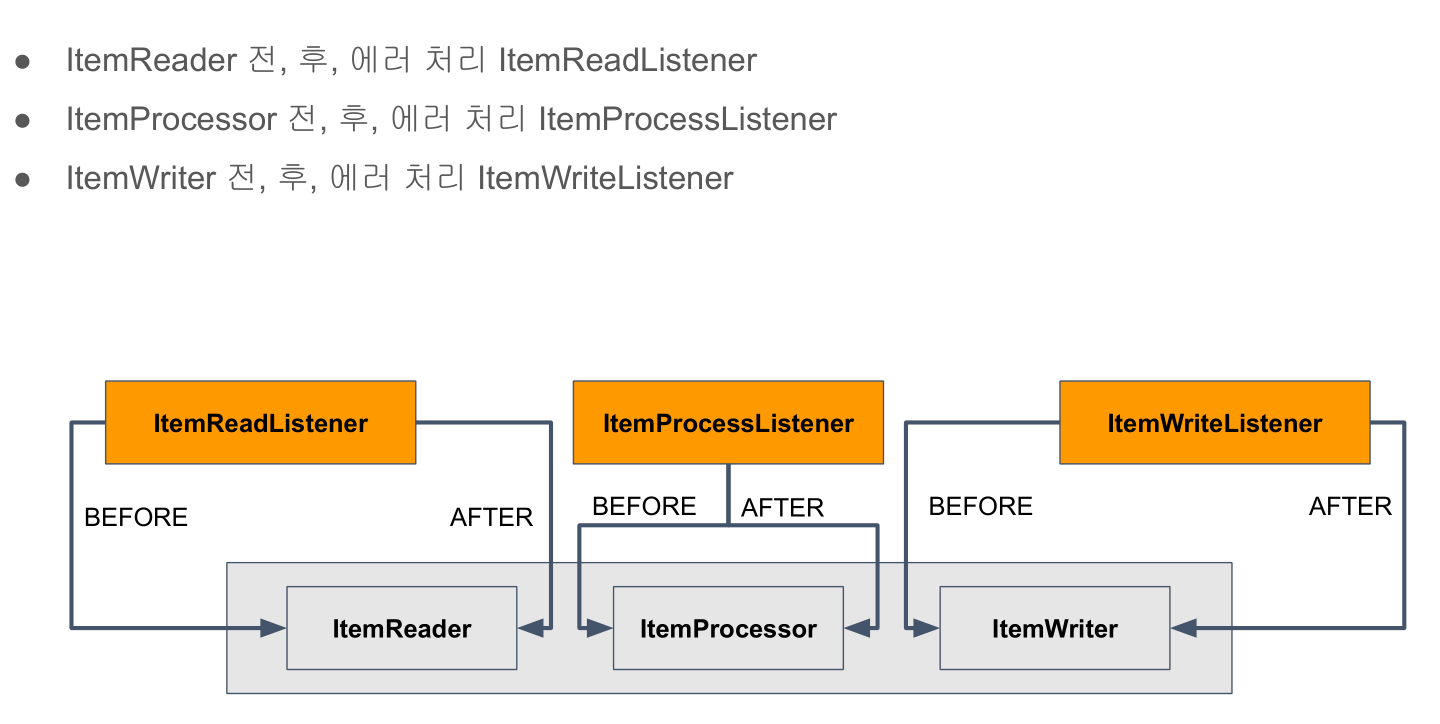 ● ItemReader 전, 후, 에러 처리 ItemReadListener
● ItemProcessor 전, 후, 에러 처리 ItemProcessListener
● ItemWriter 전, 후, 에러 처리 ItemWriteListener
ItemReadListener
ItemProcessListener
ItemWriteListener
BEFORE
AFTER
BEFORE
AFTER
BEFORE
AFTER
ItemReader
ItemProcessor
ItemWriter